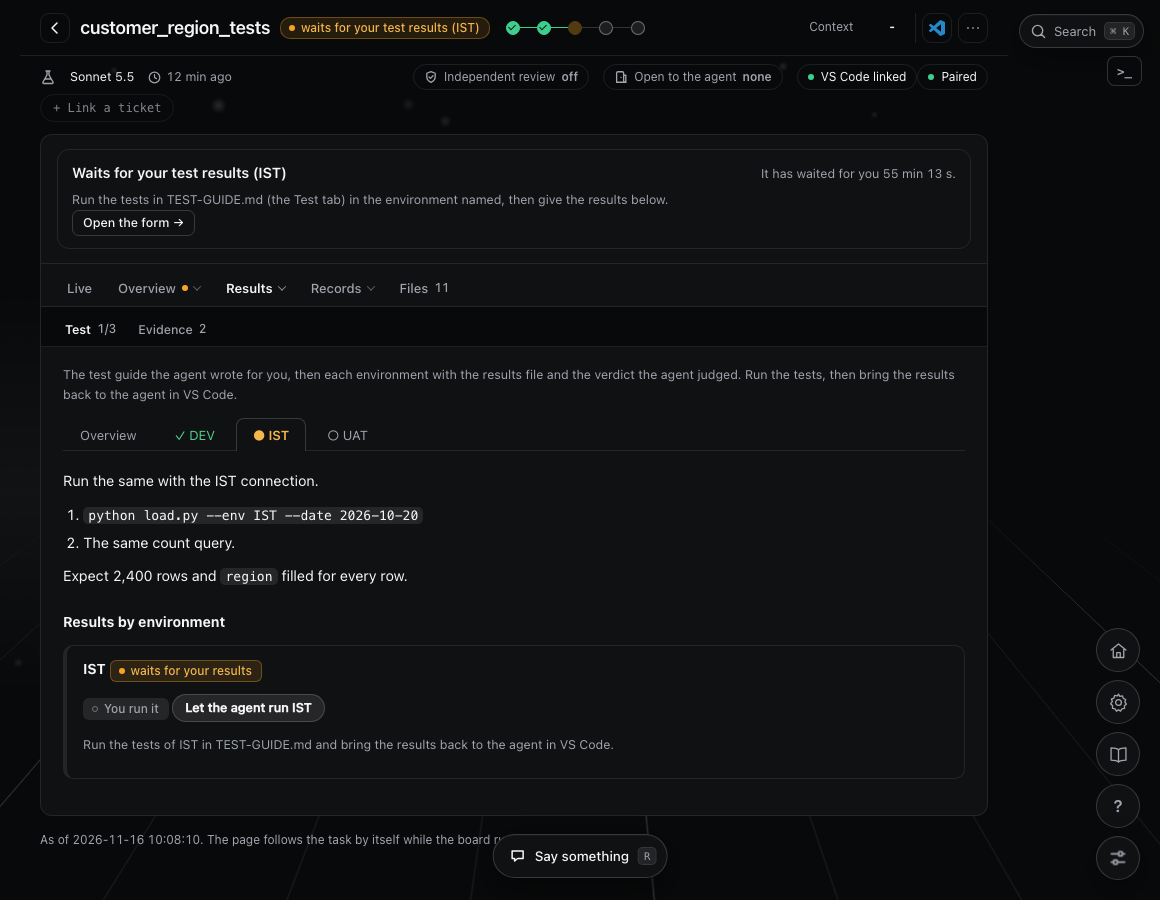 customer_region_tests
waits for your test results (IST)
Context
-
Search ⌘ K
Sonnet 5.5
12 min ago
Independent review off
Open to the agent none
VS Code linked
Paired
>_
+ Link a ticket
Waits for your test results (IST)
It has waited for you 55 min 13 s.
Run the tests in TEST-GUIDE.md (the Test tab) in the environment named, then give the results below.
Open the form →
Live
Overview
Results
Records
Files 11
Test 1/3
Evidence 2
The test guide the agent wrote for you, then each environment with the results file and the verdict the agent judged. Run the tests, then bring the results
back to the agent in VS Code.
Overview
DEV
IST
UAT
Run the same with the IST connection.
1. python load.py --env IST --date 2026-10-20
2. The same count query.
Expect 2,400 rows and region filled for every row.
Results by environment
IST waits for your results
You run it
Let the agent run IST
Run the tests of IST in TEST-GUIDE.md and bring the results back to the agent in VS Code.
?
As of 2026-11-16 10:08:10. The page follows the task by itself while the board
Say something R